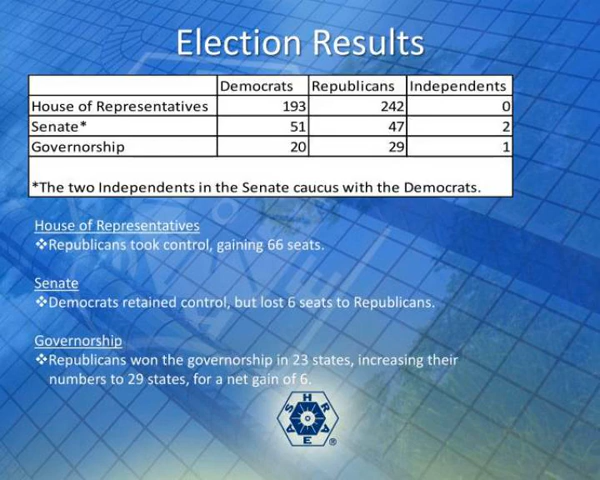 Election Results
Democrats Republicans Independents
House of Representatives 193 242 0
Senate* 51 47 2
Governorship 20 29 1
*The two Independents in the Senate caucus with the Democrats.
House of Representatives
❖Republicans took control, gaining 66 seats.
Senate
❖Democrats retained control, but lost 6 seats to Republicans.
Governorship
❖Republicans won the governorship in 23 states, increasing their
numbers to 29 states, for a net gain of 6.
ASHRAE ®